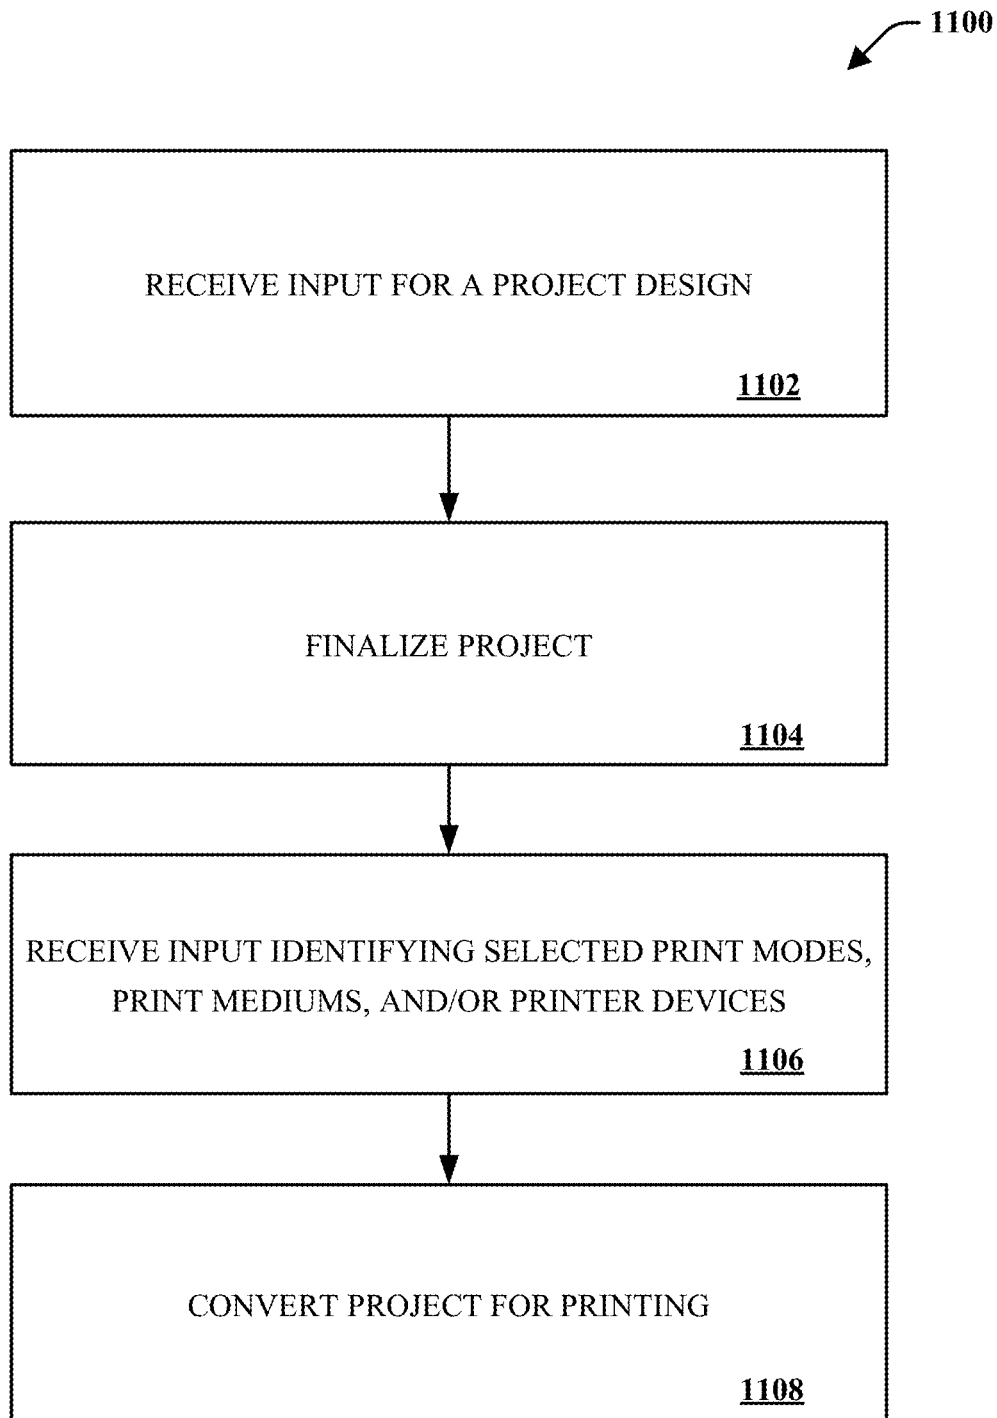 1100
RECEIVE INPUT FOR A PROJECT DESIGN
1102
FINALIZE PROJECT
1104
RECEIVE INPUT IDENTIFYING SELECTED PRINT MODES,
PRINT MEDIUMS, AND/OR PRINTER DEVICES
1106
CONVERT PROJECT FOR PRINTING
1108